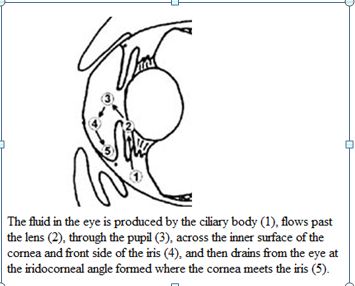 3
4
2
5
1
The fluid in the eye is produced by the ciliary body (1), flows past
the lens (2), through the pupil (3), across the inner surface of the
cornea and front side of the iris (4), and then drains from the eye at
the iridocorneal angle formed where the cornea meets the iris (5).